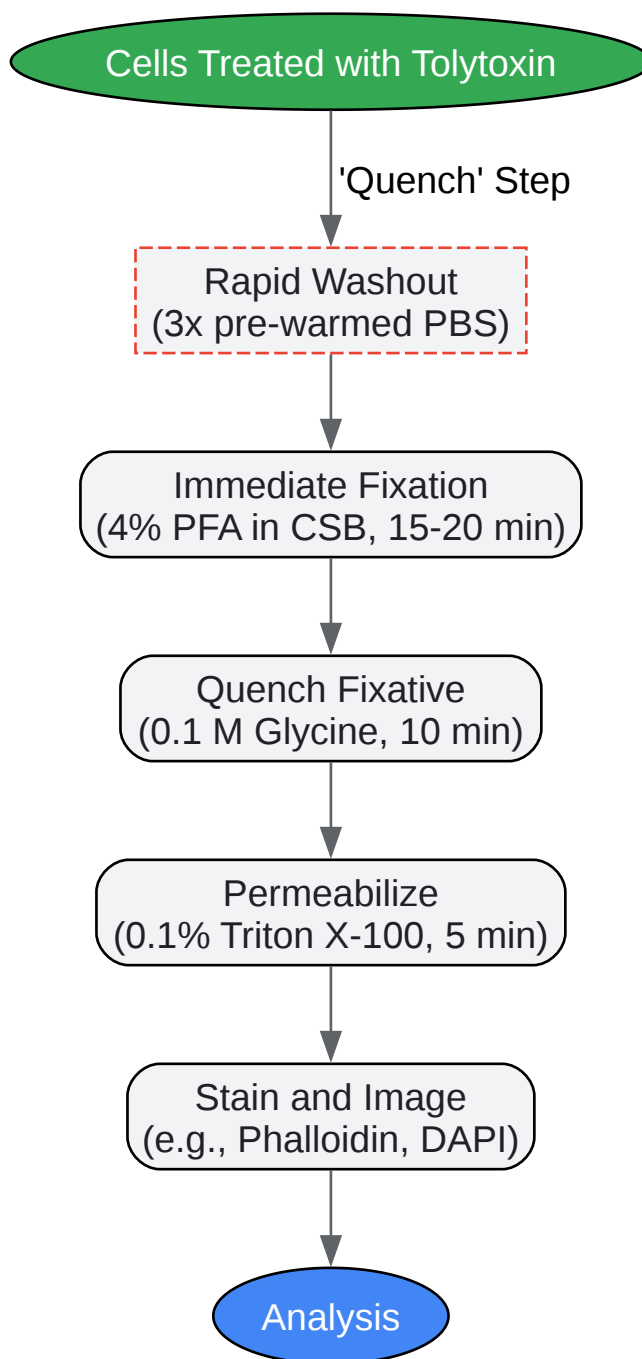 Cells Treated with Tolytoxin
'Quench' Step
Rapid Washout
(3x pre-warmed PBS)
Immediate Fixation
(4% PFA in CSB, 15-20 min)
Quench Fixative
(0.1 M Glycine, 10 min)
Permeabilize
(0.1% Triton X-100, 5 min)
Stain and Image
(e.g., Phalloidin, DAPI)
Analysis